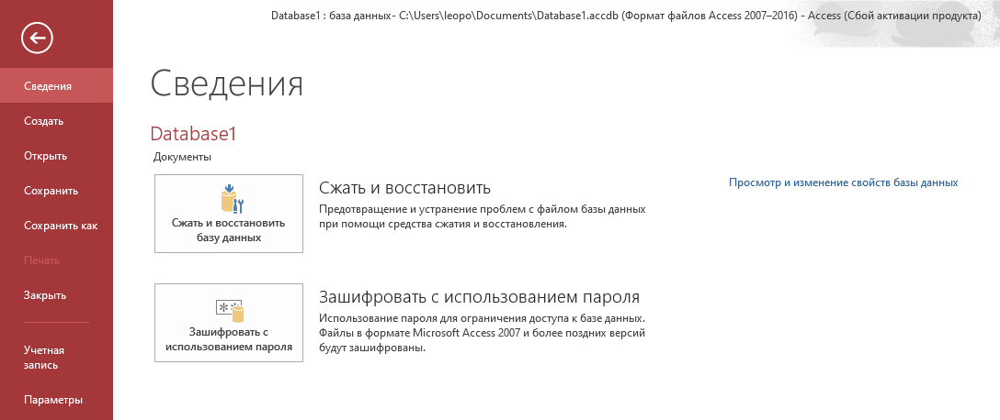 Database1 : база данных- C:\Users\leopo\Documents\Database1.accdb (Формат файлов Access 2007–2016) - Access (Сбой активации продукта)
Сведения
Создать
Открыть
Сохранить
Сохранить как
Печать
Закрыть
Учетная
запись
Параметры
Сведения
Database1
Документы
Сжать и восстановить
базу данных
Сжать и восстановить
Предотвращение и устранение проблем с файлом базы данных
при помощи средства сжатия и восстановления.
Просмотр и изменение свойств базы данных
Зашифровать с
использованием пароля
Зашифровать с использованием пароля
Использование пароля для ограничения доступа к базе данных.
Файлы в формате Microsoft Access 2007 и более поздних версий
будут зашифрованы.